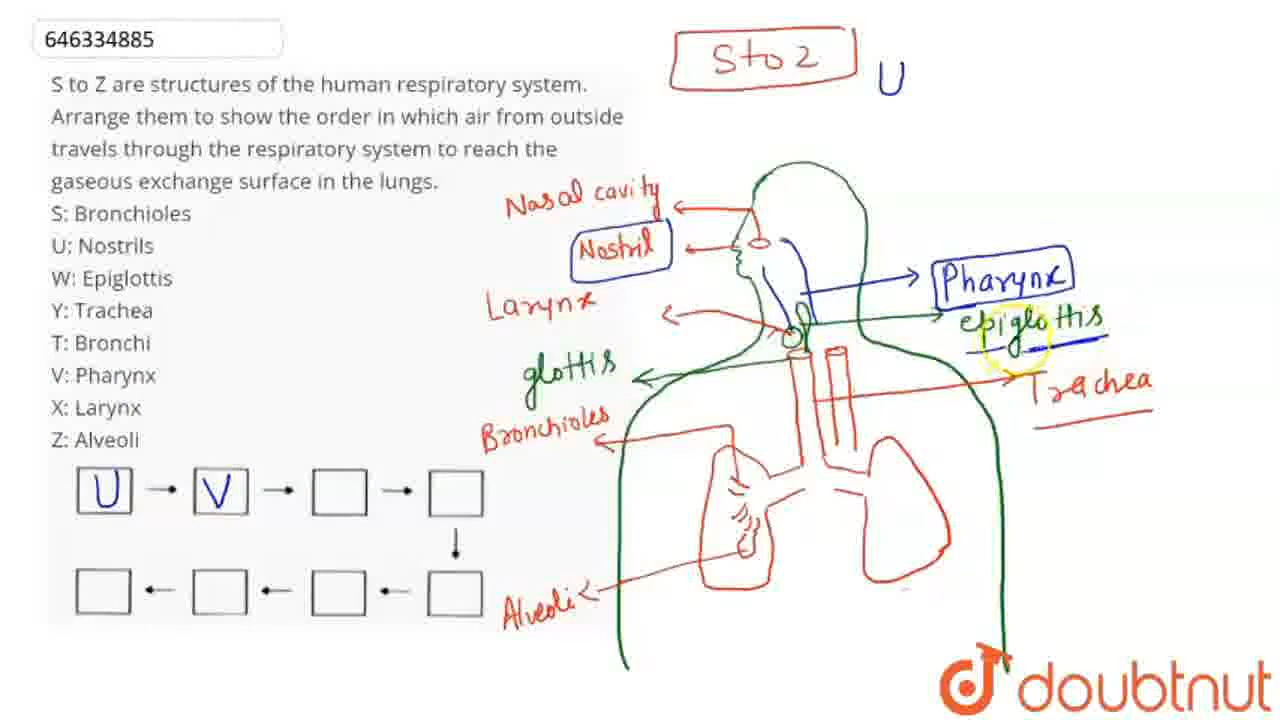 646334885
S to Z are structures of the human respiratory system.
Arrange them to show the order in which air from outside
travels through the respiratory system to reach the
gaseous exchange surface in the lungs.
S: Bronchioles
U: Nostrils
W: Epiglottis
Y: Trachea
T: Bronchi
V: Pharynx
X: Larynx
Z: Alveoli
U V
S to Z
U
Nasal cavity
Nostril
Larynx
glottis
Bronchioles
Alveoli
Pharynx
epiglottis
Trachea
doubtnut